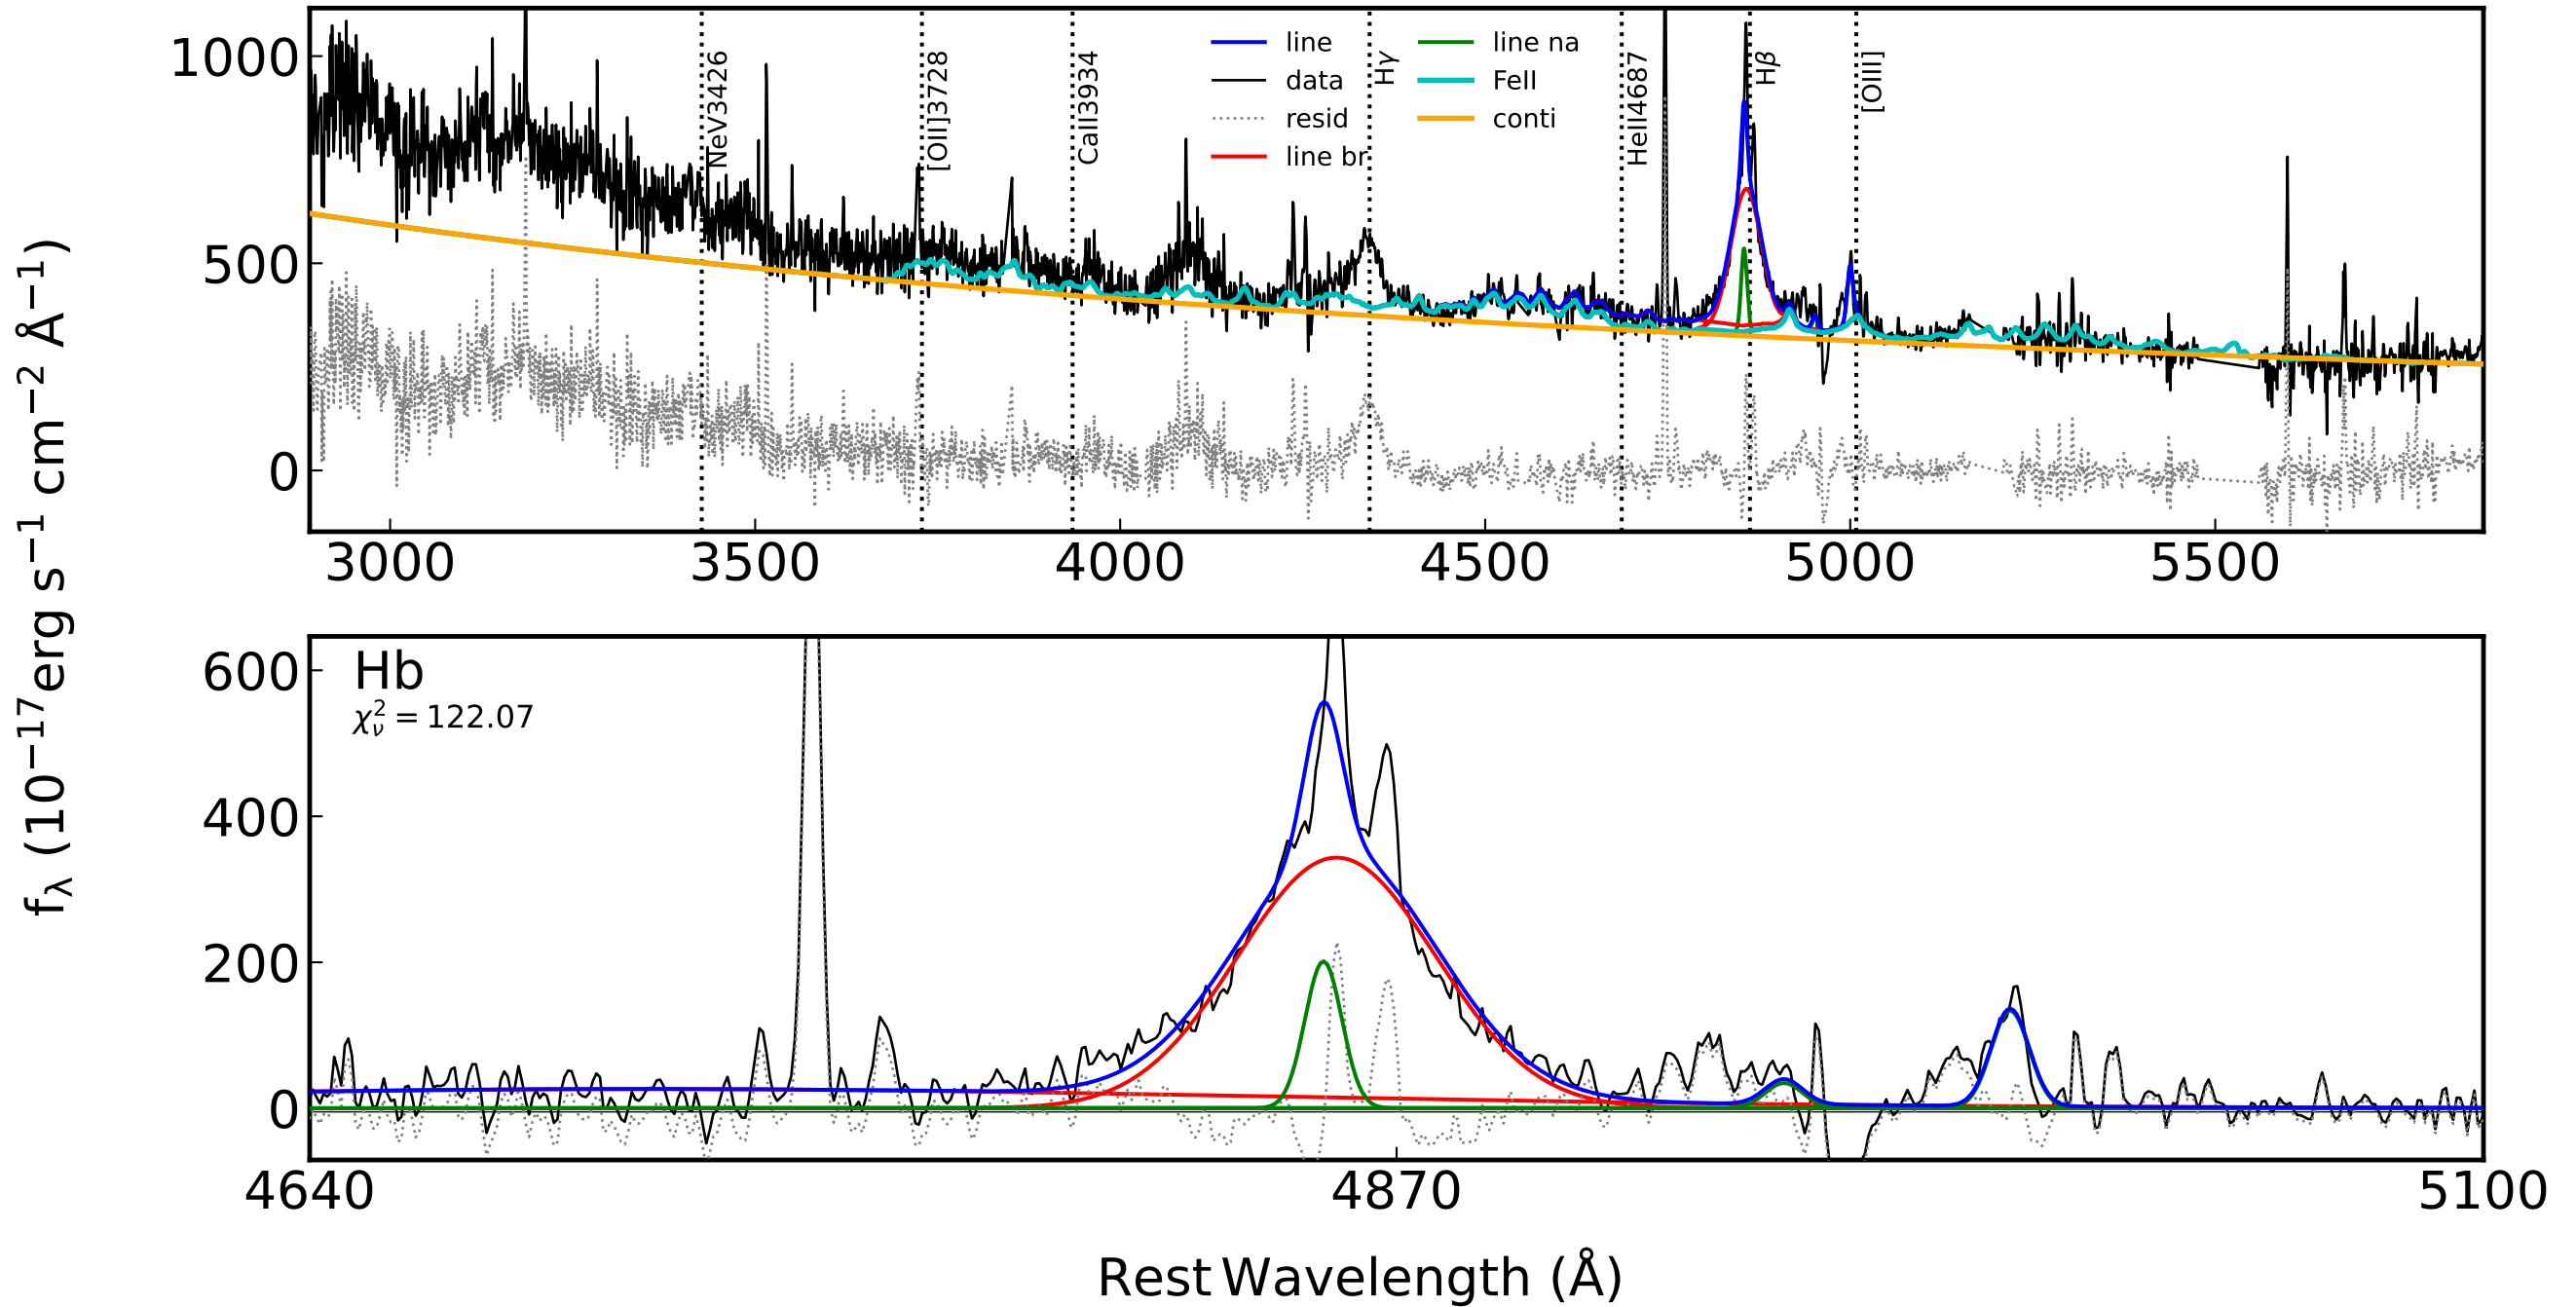 f_λ (10⁻¹⁷erg s⁻¹ cm⁻² Å⁻¹)
1000
500
0
NeV3426
[OII]3728
CaII3934
Hγ
HeII4687
Hβ
[OIII]
line
data
resid
line br
line na
FeII
conti
3000 3500 4000 4500 5000 5500
Hb
χ²_ν = 122.07
600
400
200
0
4640 4870 5100
Rest Wavelength (Å)